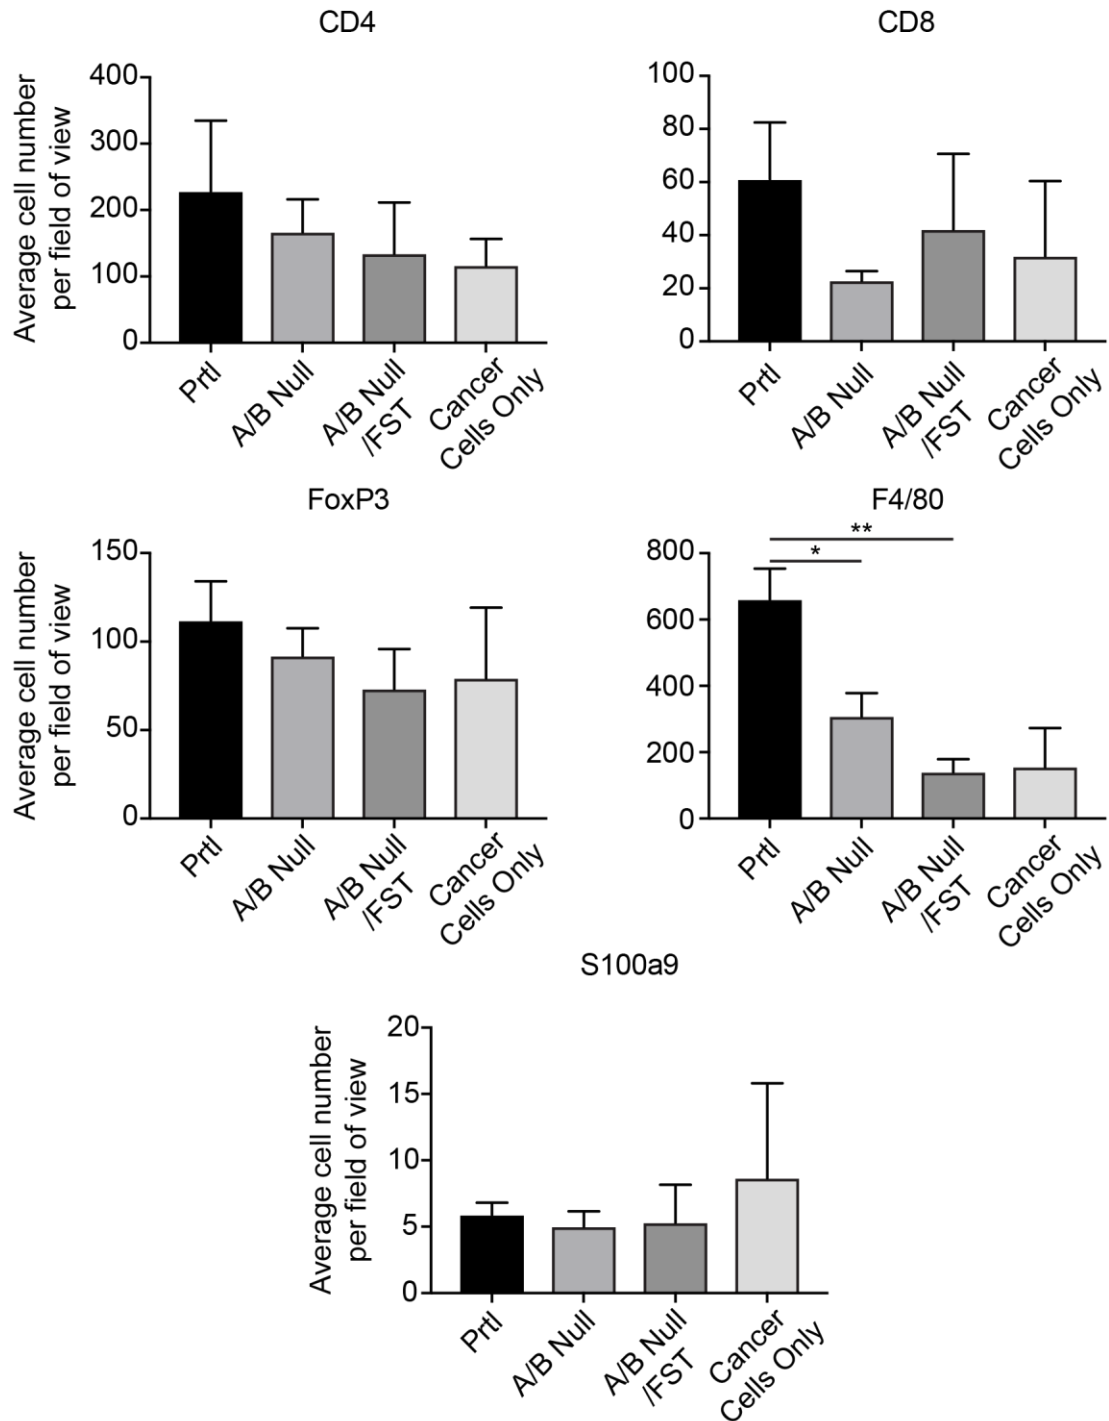 CD4
Average cell number
per field of view
400
300
200
100
0
Prtl
A/B Null
A/B Null
/FST
Cancer
Cells Only
CD8
100
80
60
40
20
0
Prtl
A/B Null
A/B Null
/FST
Cancer
Cells Only
FoxP3
Average cell number
per field of view
150
100
50
0
Prtl
A/B Null
A/B Null
/FST
Cancer
Cells Only
F4/80
**
*
800
600
400
200
0
Prtl
A/B Null
A/B Null
/FST
Cancer
Cells Only
S100a9
Average cell number
per field of view
20
15
10
5
0
Prtl
A/B Null
A/B Null
/FST
Cancer
Cells Only